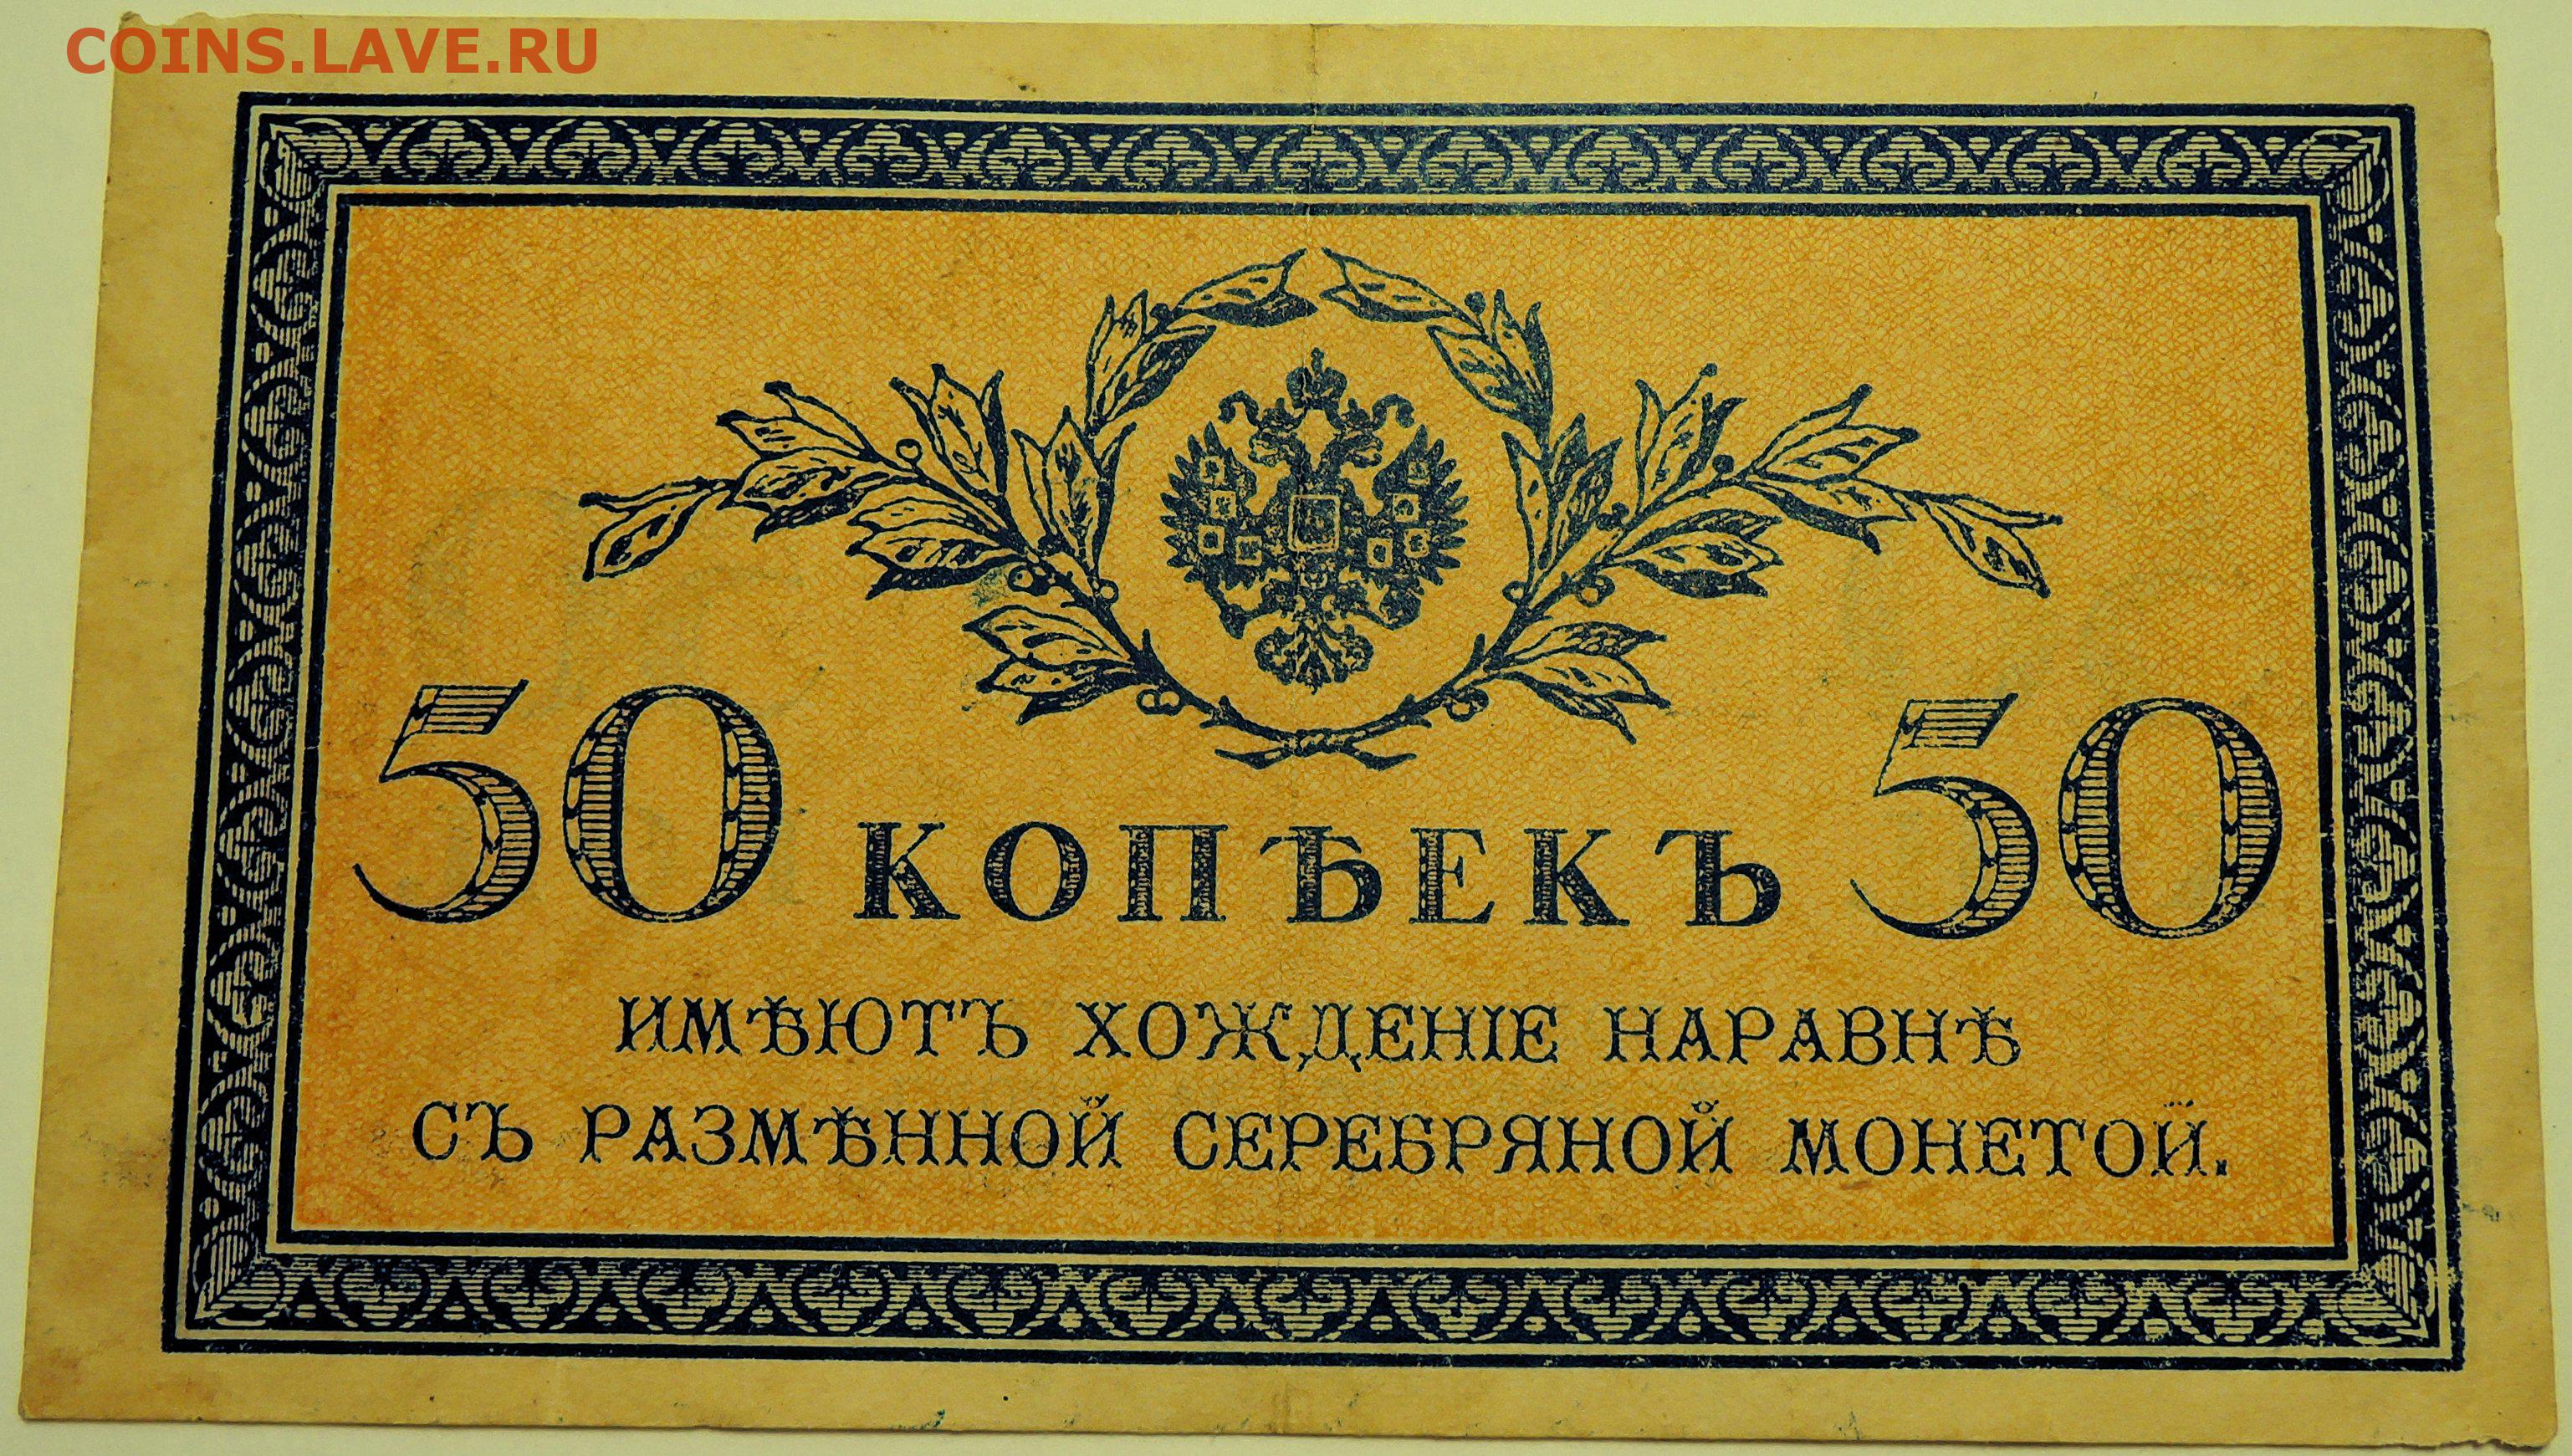 COINS.LAVE.RU
50 КОПѢЕКЪ 50
ИМѢЮТЪ ХОЖДЕНІЕ НАРАВНѢ
СЪ РАЗМѢННОЙ СЕРЕБРЯНОЙ МОНЕТОЙ.